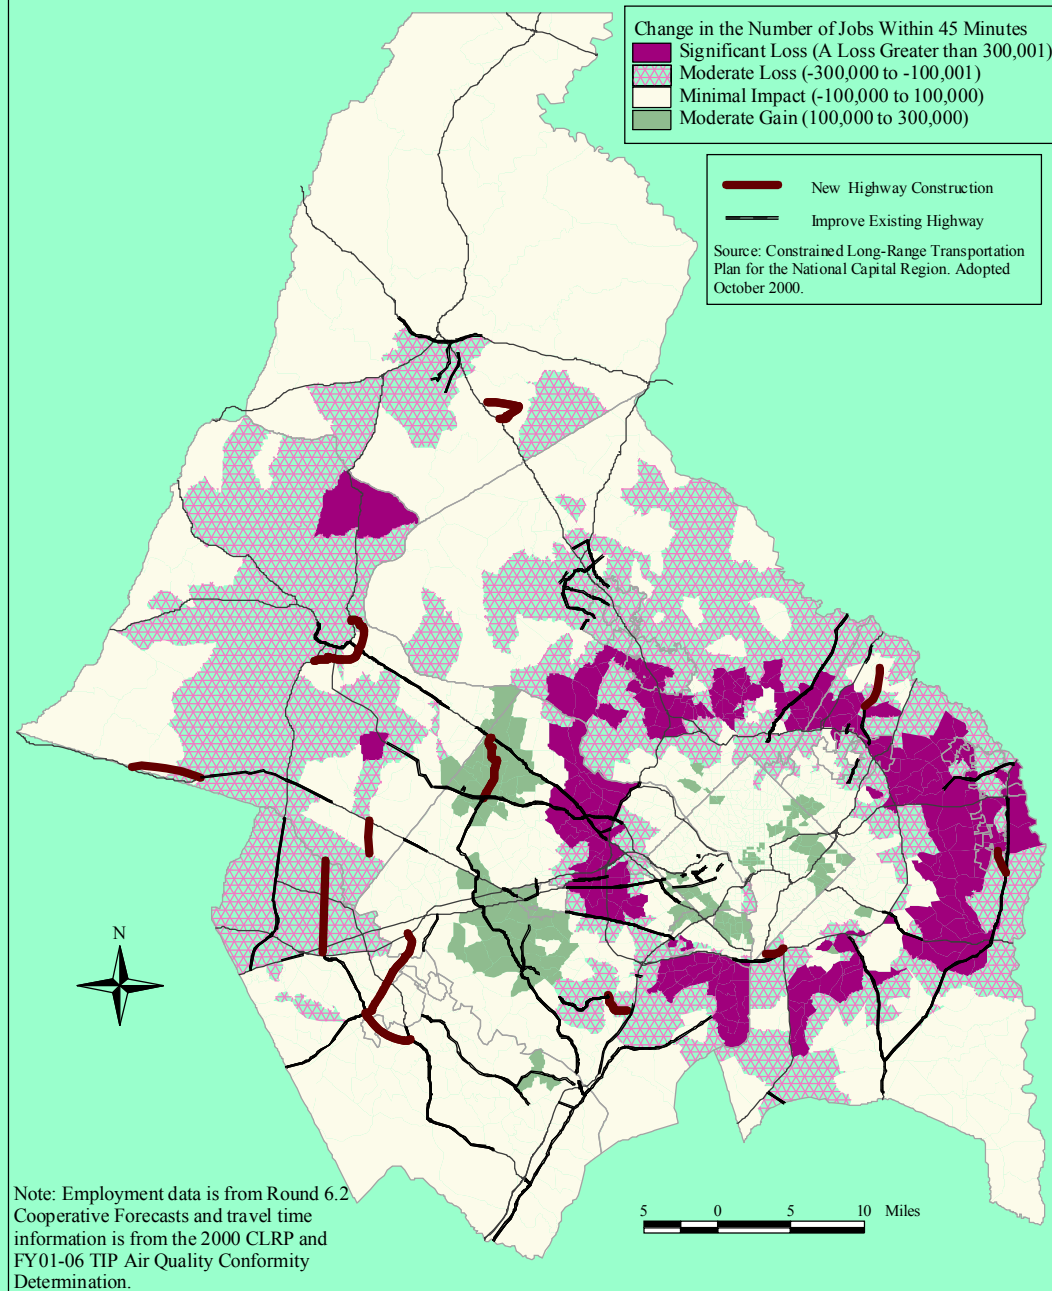 Change in the Number of Jobs Within 45 Minutes
Significant Loss (A Loss Greater than 300,001)
Moderate Loss (-300,000 to -100,001)
Minimal Impact (-100,000 to 100,000)
Moderate Gain (100,000 to 300,000)
New Highway Construction
Improve Existing Highway
Source: Constrained Long-Range Transportation
Plan for the National Capital Region. Adopted
October 2000.
N
Note: Employment data is from Round 6.2
Cooperative Forecasts and travel time
information is from the 2000 CLRP and
FY01-06 TIP Air Quality Conformity
Determination.
5 0 5 10 Miles